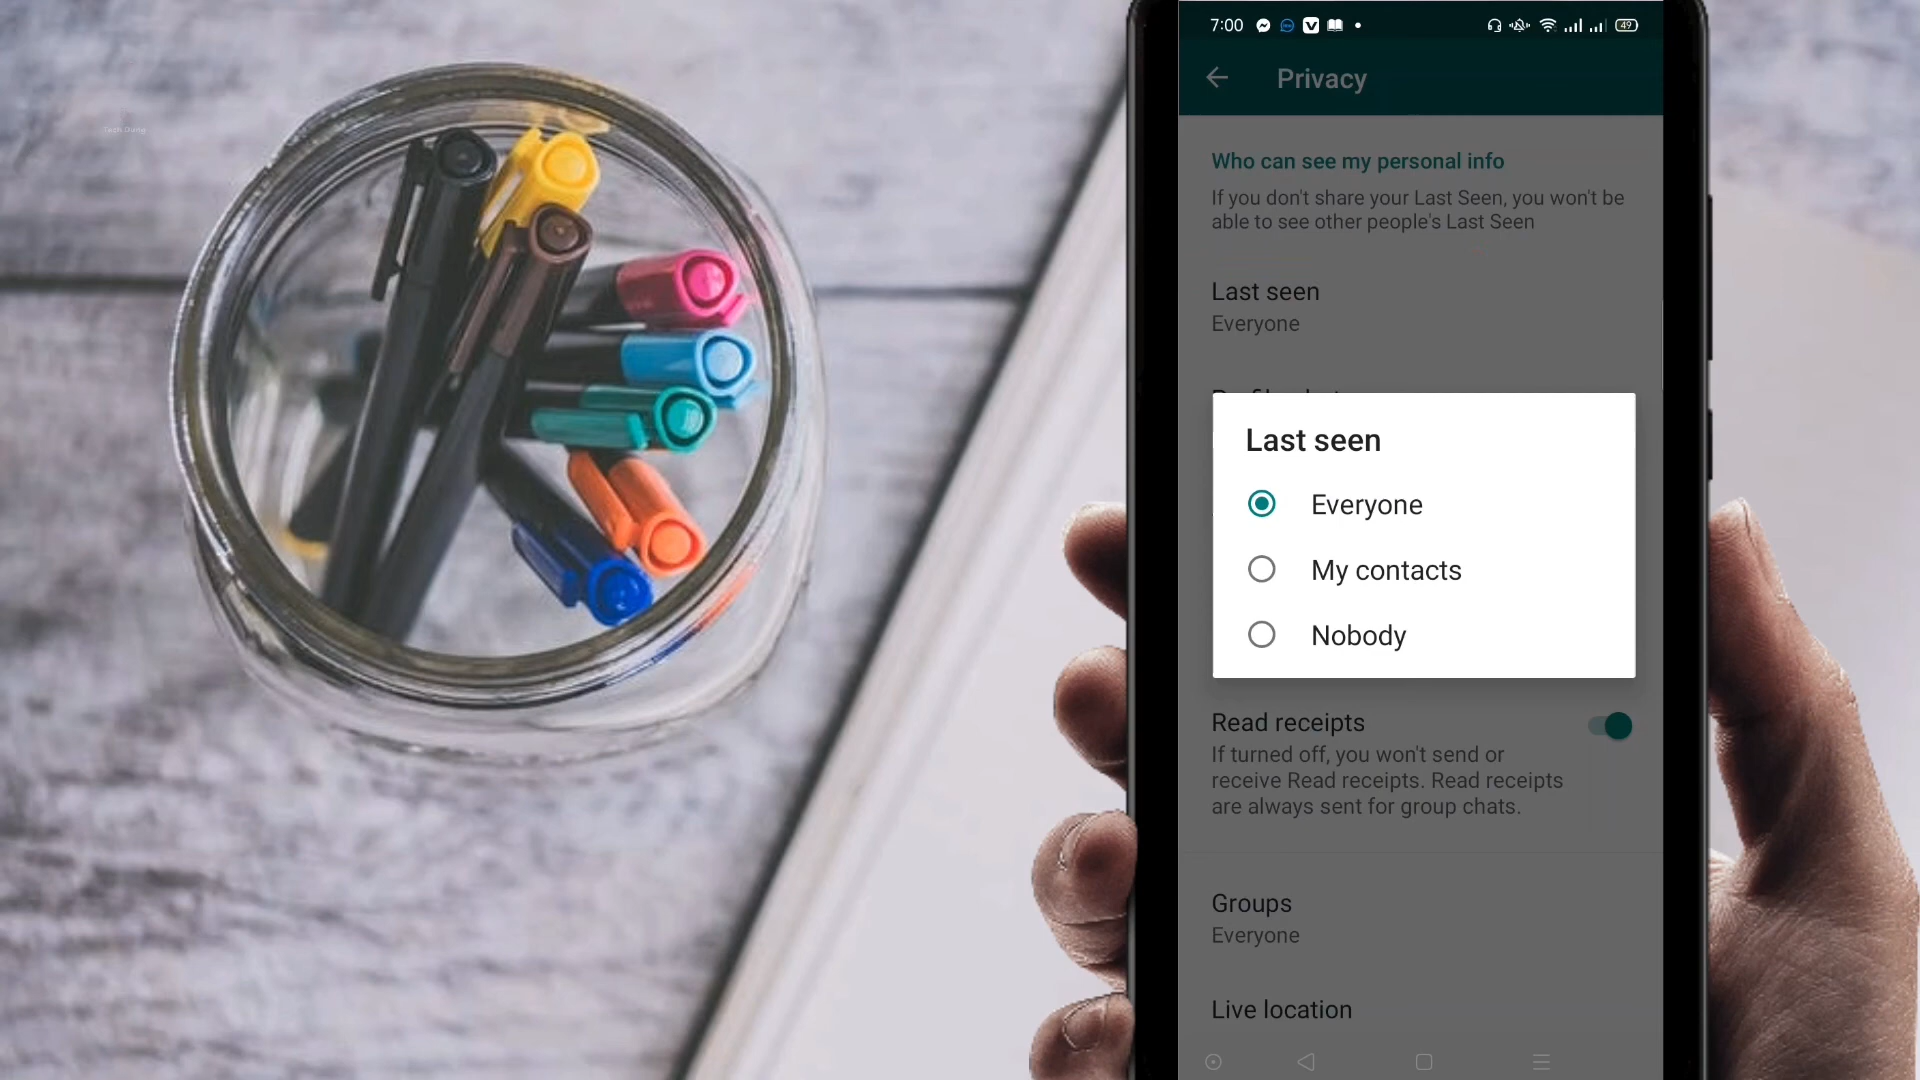 7:00
49
Privacy
Tech Diung
Who can see my personal info
If you don't share your Last Seen, you won't be
able to see other people's Last Seen
Last seen
Everyone
Last seen
Everyone
My contacts
Nobody
Read receipts
If turned off, you won't send or
receive Read receipts. Read receipts
are always sent for group chats.
Groups
Everyone
Live location